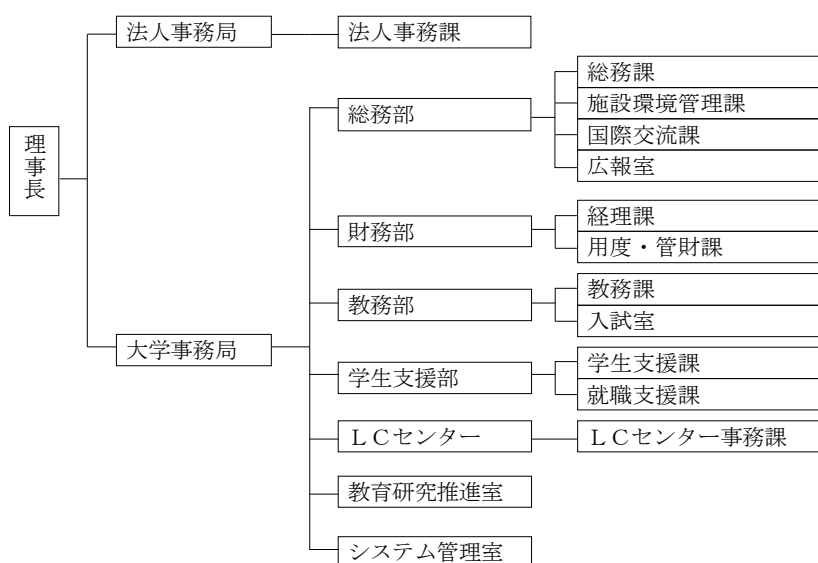 理事長
法人事務局
法人事務課
大学事務局
総務部
総務課
施設環境管理課
国際交流課
広報室
財務部
経理課
用度・管財課
教務部
教務課
入試室
学生支援部
学生支援課
就職支援課
ＬＣセンター
ＬＣセンター事務課
教育研究推進室
システム管理室